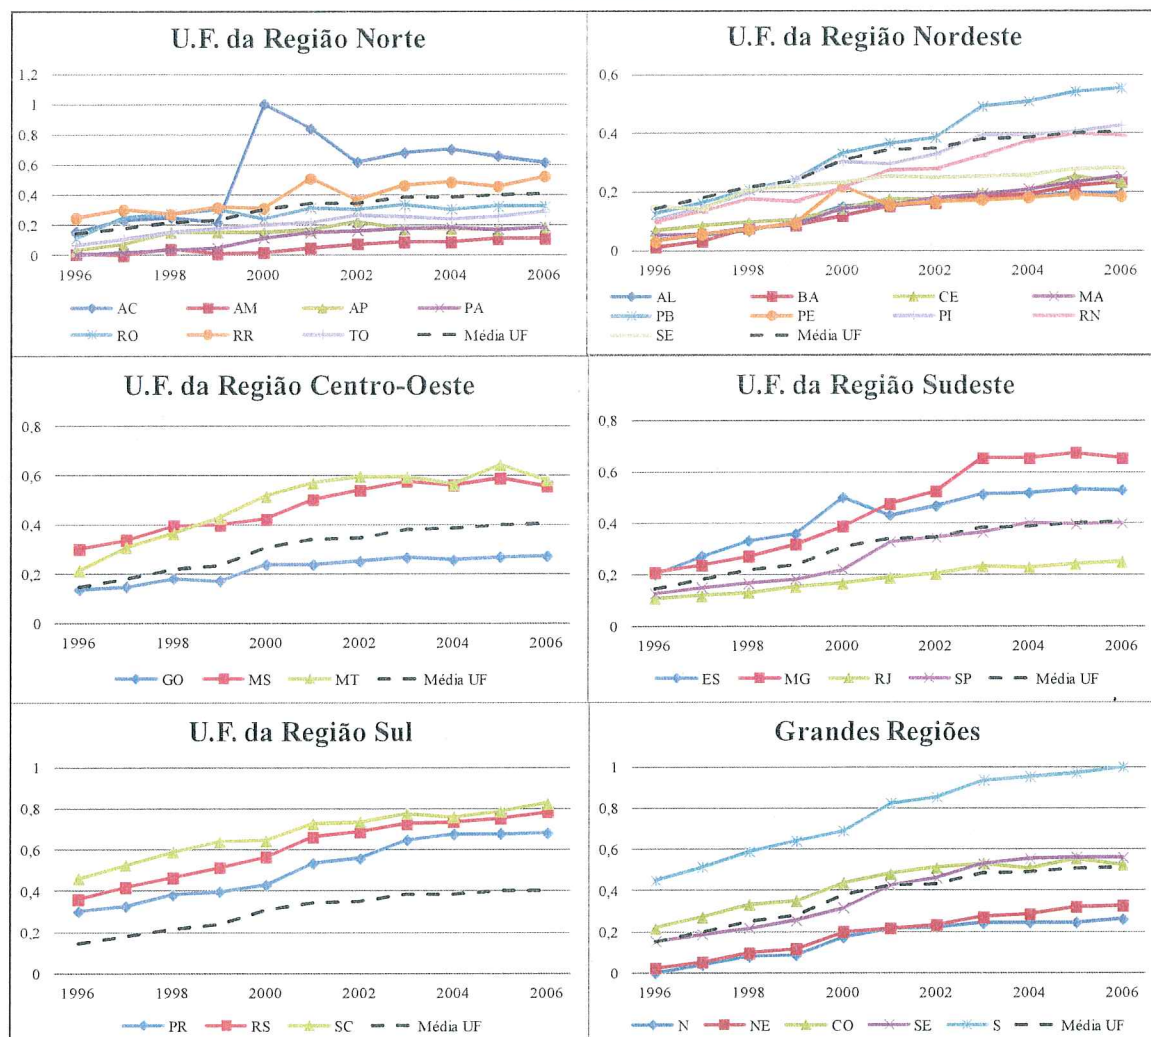 U.F. da Região Norte
1,2
1
0,8
0,6
0,4
0,2
0
1996 1998 2000 2002 2004 2006
AC AM AP PA
RO RR TO Média UF
U.F. da Região Nordeste
0,6
0,4
0,2
0
1996 1998 2000 2002 2004 2006
AL BA CE MA
PB PE PI RN
SE Média UF
U.F. da Região Centro-Oeste
0,8
0,6
0,4
0,2
0
1996 1998 2000 2002 2004 2006
GO MS MT Média UF
U.F. da Região Sudeste
0,8
0,6
0,4
0,2
0
1996 1998 2000 2002 2004 2006
ES MG RJ SP Média UF
U.F. da Região Sul
1
0,8
0,6
0,4
0,2
0
1996 1998 2000 2002 2004 2006
PR RS SC Média UF
Grandes Regiões
1
0,8
0,6
0,4
0,2
0
1996 1998 2000 2002 2004 2006
N NE CO SE S Média UF